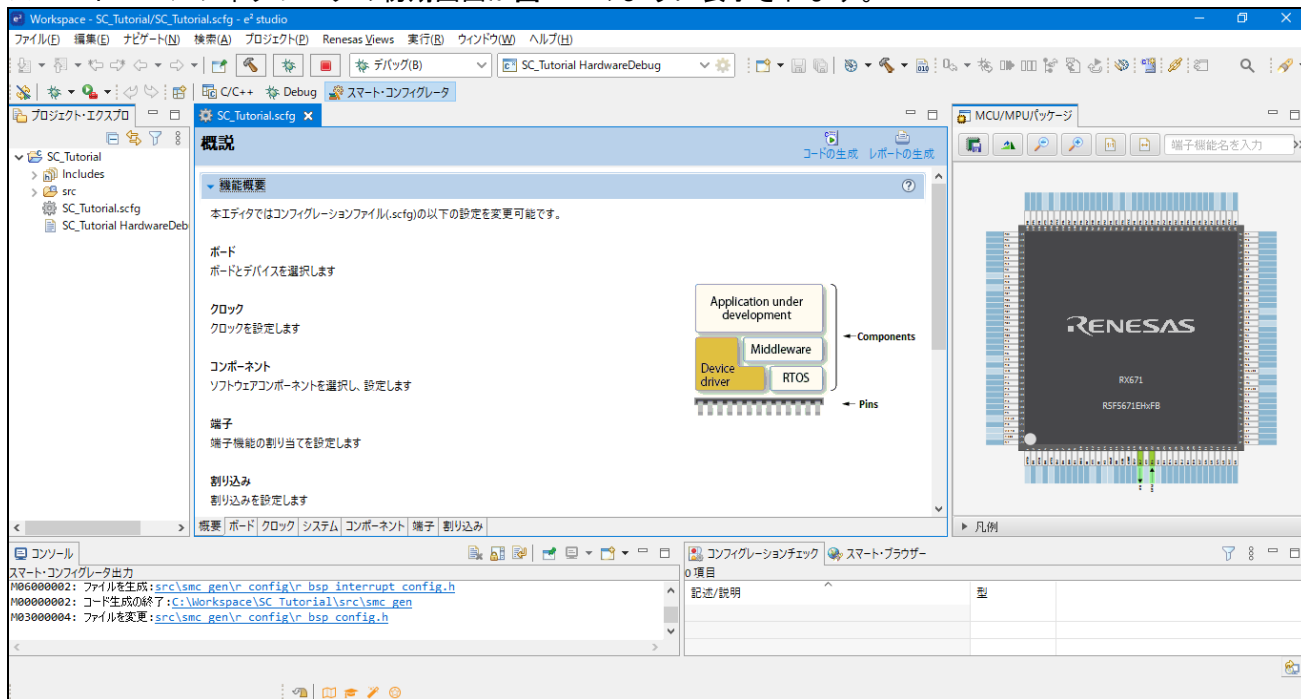 Workspace - SC_Tutorial/SC_Tutorial.scfg - e² studio
ファイル(F) 編集(E) ナビゲート(N) 検索(A) プロジェクト(P) Renesas Views 実行(R) ウィンドウ(W) ヘルプ(H)
デバッグ(B) SC_Tutorial HardwareDebug
C/C++ Debug スマート・コンフィグレータ
プロジェクト・エクスプロ
SC_Tutorial
Includes
src
SC_Tutorial.scfg
SC_Tutorial HardwareDeb
SC_Tutorial.scfg
概説
コードの生成 レポートの生成
機能概要
本エディタではコンフィグレーションファイル(.scfg)の以下の設定を変更可能です。
ボード
ボードとデバイスを選択します
クロック
クロックを設定します
コンポーネント
ソフトウェアコンポーネントを選択し、設定します
端子
端子機能の割り当てを設定します
割り込み
割り込みを設定します
Application under
development
Middleware
Device
driver
RTOS
Components
Pins
概要 ボード クロック システム コンポーネント 端子 割り込み
MCU/MPUパッケージ
端子機能名を入力
RENESAS
RX671
R5F5671EHxFB
凡例
コンソール
スマート・コンフィグレータ出力
M06000002: ファイルを生成:src\smc_gen\r_config\r_bsp_interrupt_config.h
M00000002: コード生成の終了:C:\Workspace\SC_Tutorial\src\smc_gen
M03000004: ファイルを変更:src\smc_gen\r_config\r_bsp_config.h
コンフィグレーションチェック スマート・ブラウザー
0 項目
記述/説明 型